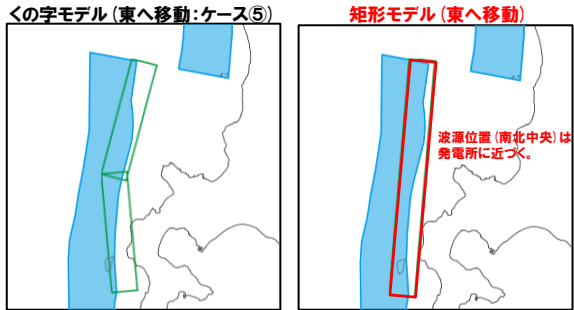 くの字モデル(東へ移動:ケース⑤)
矩形モデル(東へ移動)
波源位置(南北中央)は
発電所に近づく。